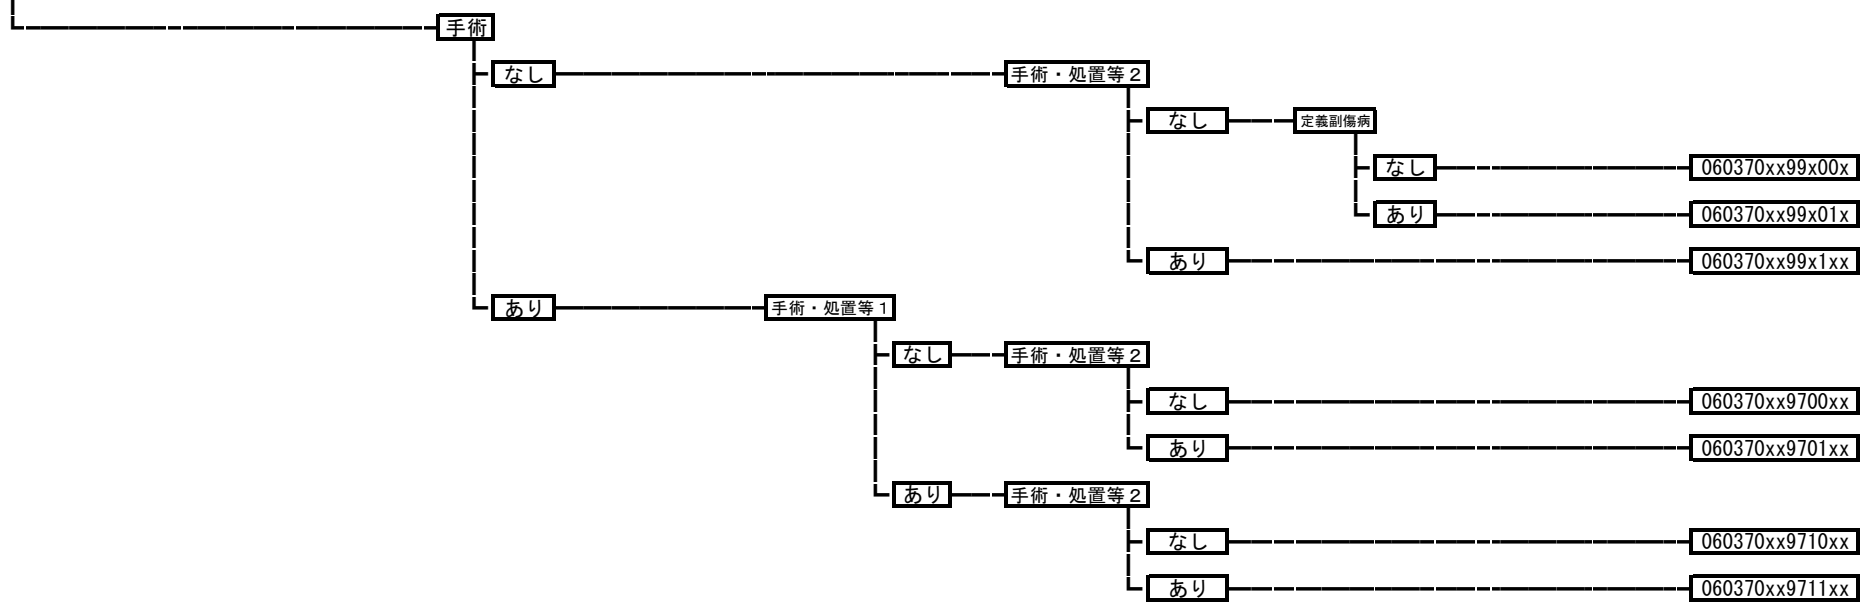 手術
なし 手術・処置等２
なし 定義副傷病
なし 060370xx99x00x
あり 060370xx99x01x
あり 060370xx99x1xx
あり 手術・処置等１
なし 手術・処置等２
なし 060370xx9700xx
あり 060370xx9701xx
あり 手術・処置等２
なし 060370xx9710xx
あり 060370xx9711xx